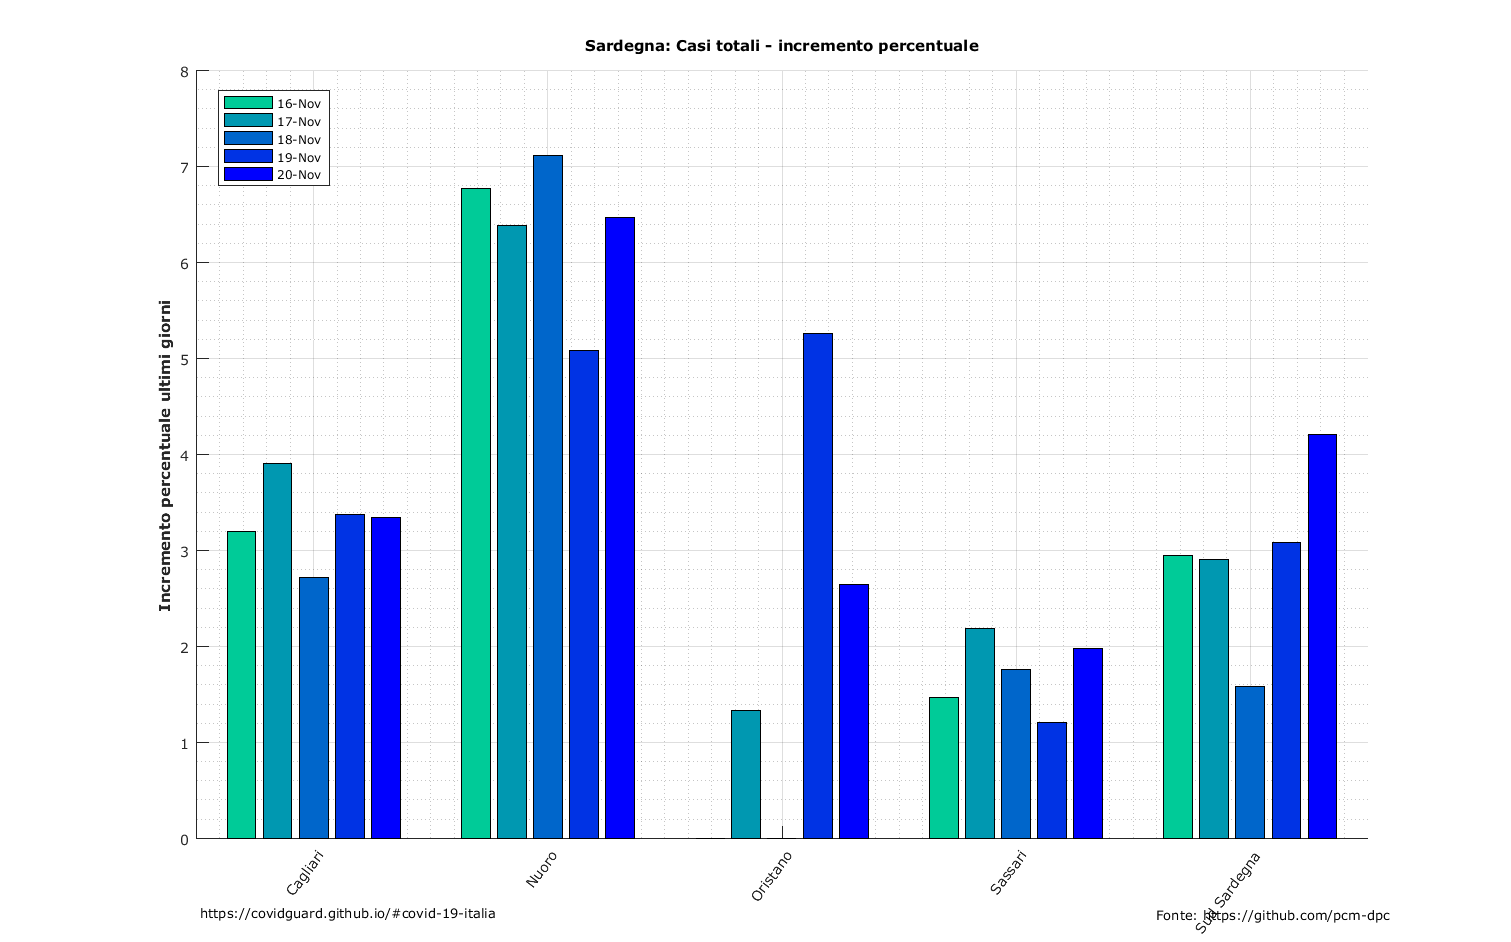 Sardegna: Casi totali - incremento percentuale
8
7
6
5
4
3
2
1
0
16-Nov
17-Nov
18-Nov
19-Nov
20-Nov
Incremento percentuale ultimi giorni
Cagliari
Nuoro
Oristano
Sassari
Sud Sardegna
https://covidguard.github.io/#covid-19-italia
Fonte: https://github.com/pcm-dpc